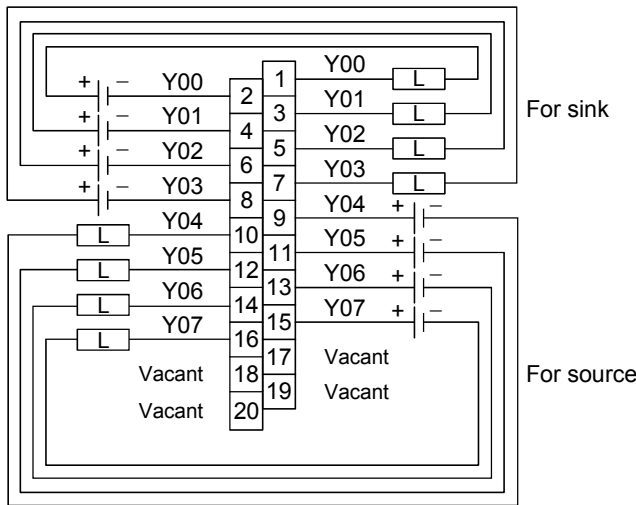 Y00
1
L
+ − Y00
2
Y01
L
For sink
+ − Y01
3
4
Y02
L
+ − Y02
5
6
Y03
L
+ − Y03
7
8
Y04 + −
L
Y04
9
10
Y05 + −
L
Y05
11
12
Y06 + −
L
Y06
13
14
Y07 + −
L
Y07
15
16
Vacant
17
Vacant
18
For source
Vacant
19
Vacant
20